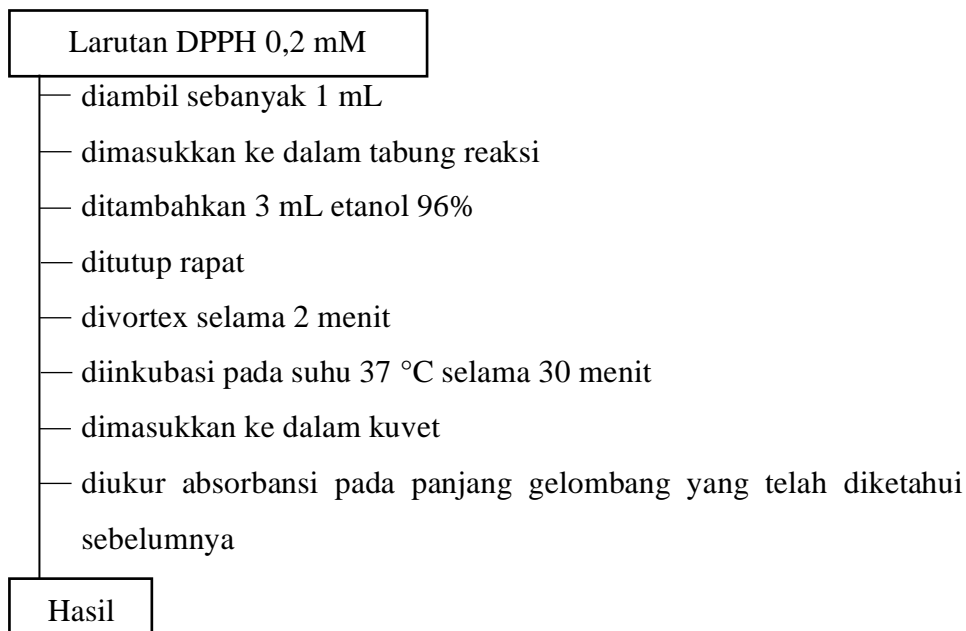 Larutan DPPH 0,2 mM
diambil sebanyak 1 mL
dimasukkan ke dalam tabung reaksi
ditambahkan 3 mL etanol 96%
ditutup rapat
divortex selama 2 menit
diinkubasi pada suhu 37 °C selama 30 menit
dimasukkan ke dalam kuvet
diukur absorbansi pada panjang gelombang yang telah diketahui
sebelumnya
Hasil